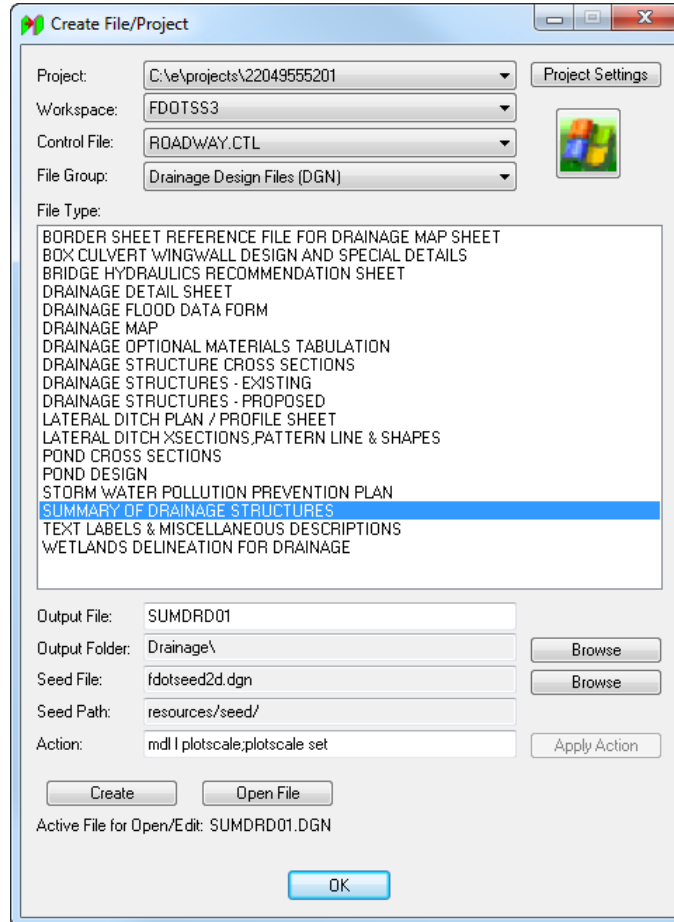 Create File/Project
Project: C:\e\projects\22049555201 Project Settings
Workspace: FDOTSS3
Control File: ROADWAY.CTL
File Group: Drainage Design Files (DGN)
File Type:
BORDER SHEET REFERENCE FILE FOR DRAINAGE MAP SHEET
BOX CULVERT WINGWALL DESIGN AND SPECIAL DETAILS
BRIDGE HYDRAULICS RECOMMENDATION SHEET
DRAINAGE DETAIL SHEET
DRAINAGE FLOOD DATA FORM
DRAINAGE MAP
DRAINAGE OPTIONAL MATERIALS TABULATION
DRAINAGE STRUCTURE CROSS SECTIONS
DRAINAGE STRUCTURES - EXISTING
DRAINAGE STRUCTURES - PROPOSED
LATERAL DITCH PLAN / PROFILE SHEET
LATERAL DITCH XSECTIONS,PATTERN LINE & SHAPES
POND CROSS SECTIONS
POND DESIGN
STORM WATER POLLUTION PREVENTION PLAN
SUMMARY OF DRAINAGE STRUCTURES
TEXT LABELS & MISCELLANEOUS DESCRIPTIONS
WETLANDS DELINEATION FOR DRAINAGE
Output File: SUMDRD01
Output Folder: Drainage\ Browse
Seed File: fdotseed2d.dgn Browse
Seed Path: resources/seed/
Action: mdl l plotscale;plotscale set Apply Action
Create Open File
Active File for Open/Edit: SUMDRD01.DGN
OK